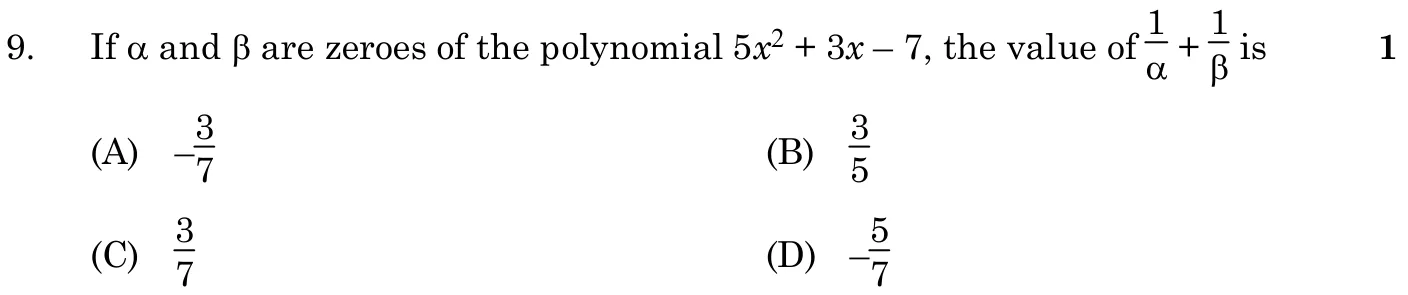 9. If α and β are zeroes of the polynomial 5x² + 3x – 7, the value of 1/α + 1/β is 1
(A) –3/7 (B) 3/5
(C) 3/7 (D) –5/7